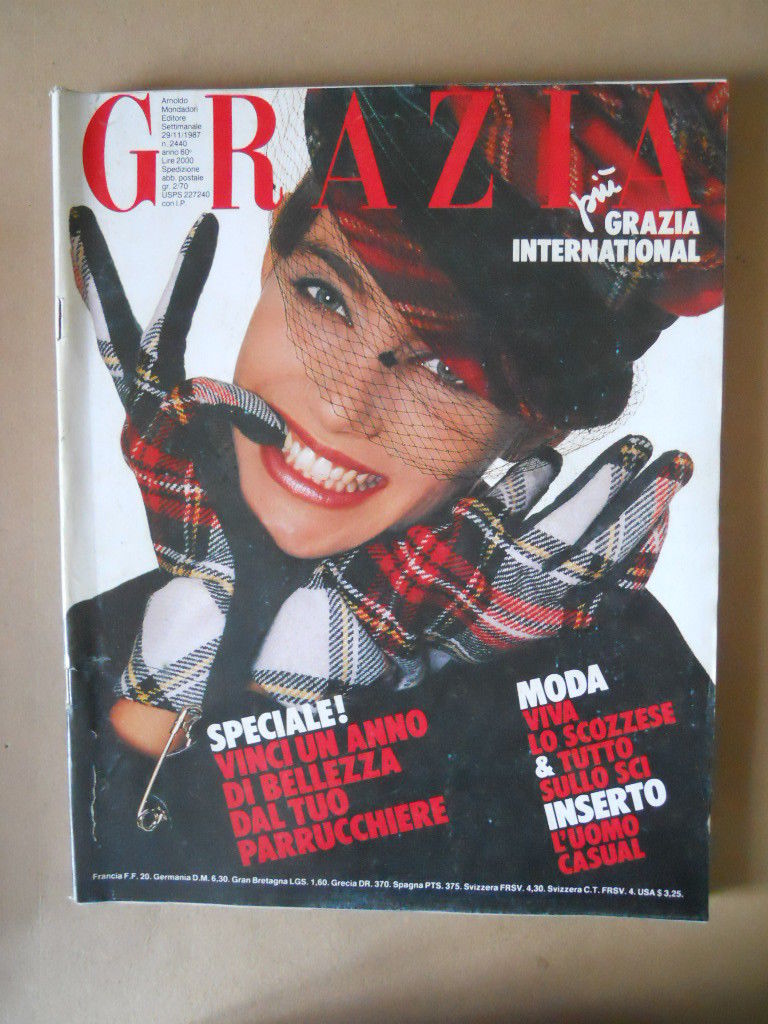 GRAZIA
Arnoldo
Mondadori
Editore
Settimanale
29/11/1987
n. 2440
anno 60°
Lire 2000
Spedizione
abb. postale
gr. 2/70
USPS 227240
con I.P.
più
GRAZIA
INTERNATIONAL
SPECIALE!
VINCI UN ANNO
DI BELLEZZA
DAL TUO
PARRUCCHIERE
MODA
VIVA
LO SCOZZESE
& TUTTO
SULLO SCI
INSERTO
L'UOMO
CASUAL
Francia F.F. 20. Germania D.M. 6,30. Gran Bretagna LGS. 1,60. Grecia DR. 370. Spagna PTS. 375. Svizzera FRSV. 4,30. Svizzera C.T. FRSV. 4. USA $ 3,25.